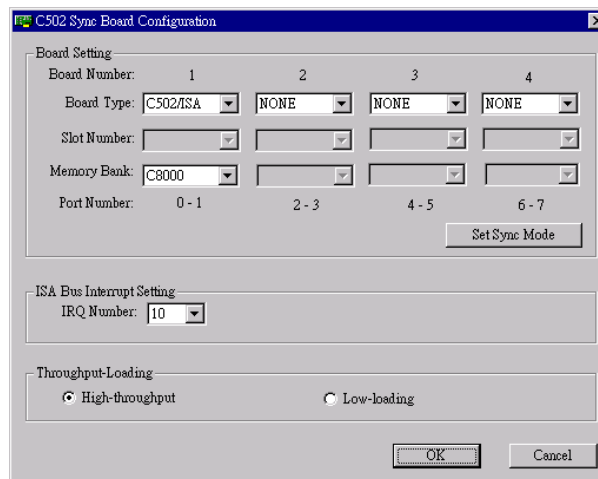 C502 Sync Board Configuration
Board Setting
Board Number: 1 2 3 4
Board Type: C502/ISA NONE NONE NONE
Slot Number:
Memory Bank: C8000
Port Number: 0 - 1 2 - 3 4 - 5 6 - 7
Set Sync Mode
ISA Bus Interrupt Setting
IRQ Number: 10
Throughput-Loading
High-throughput Low-loading
OK Cancel